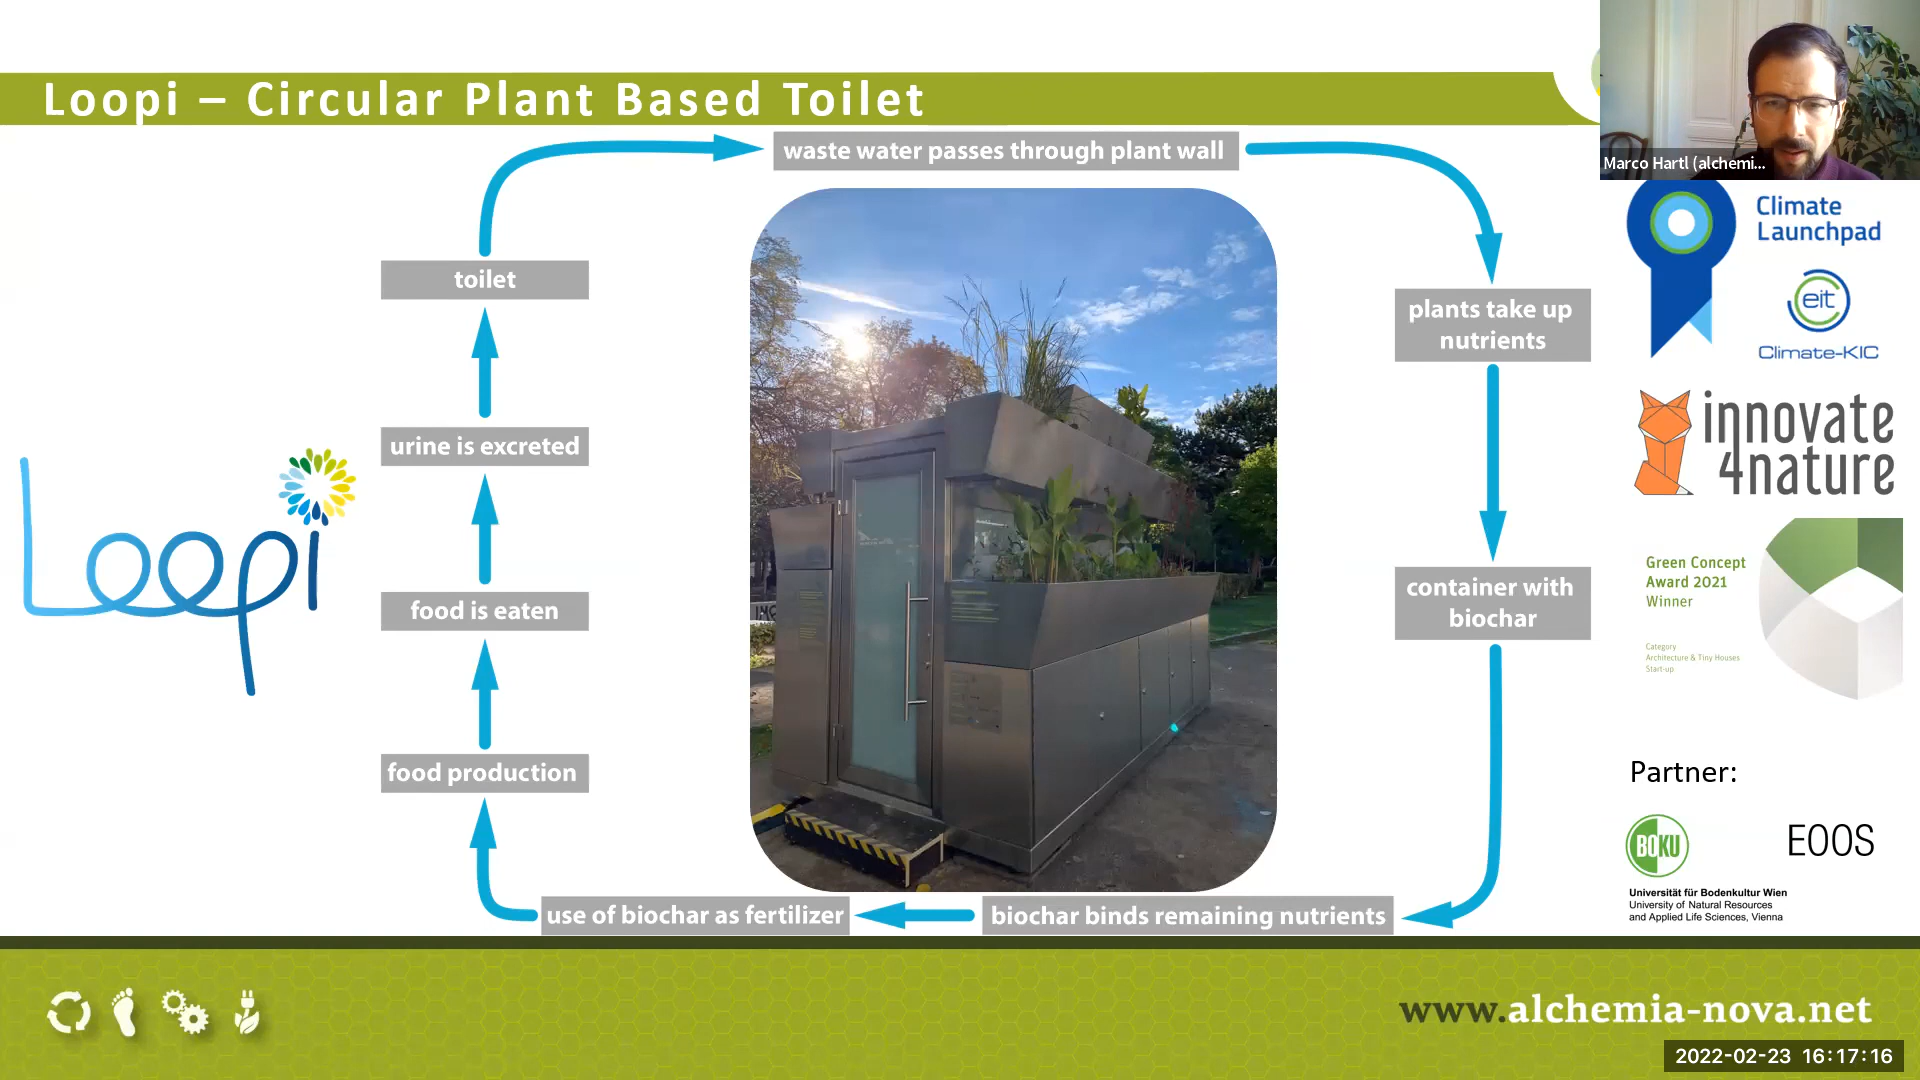 Loopi – Circular Plant Based Toilet
Marco Hartl (alchemi...
waste water passes through plant wall
toilet
urine is excreted
food is eaten
food production
use of biochar as fertilizer
biochar binds remaining nutrients
plants take up
nutrients
container with
biochar
Loopi
Climate
Launchpad
eit
Climate-KIC
innovate
4nature
Green Concept
Award 2021
Winner
Category
Architecture & Tiny Houses
Start-up
Partner:
BOKU
EOOS
Universität für Bodenkultur Wien
University of Natural Resources
and Applied Life Sciences, Vienna
www.alchemia-nova.net
2022-02-23 16:17:16